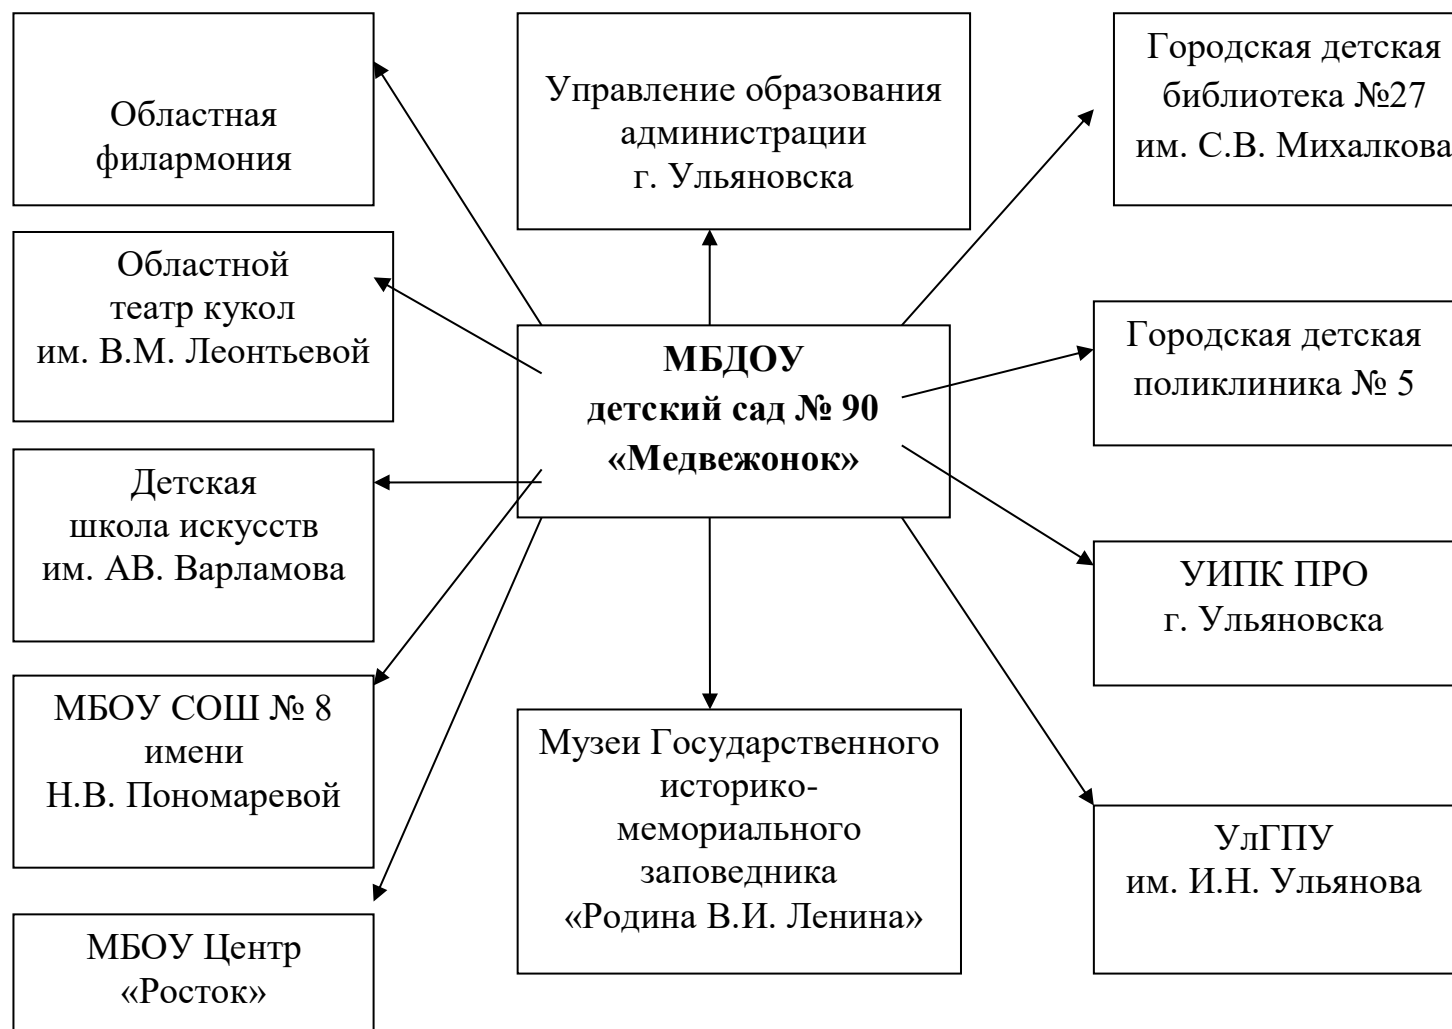 Областная
филармония
Управление образования
администрации
г. Ульяновска
Городская детская
библиотека №27
им. С.В. Михалкова
Областной
театр кукол
им. В.М. Леонтьевой
МБДОУ
детский сад № 90
«Медвежонок»
Городская детская
поликлиника № 5
Детская
школа искусств
им. АВ. Варламова
УИПК ПРО
г. Ульяновска
МБОУ СОШ № 8
имени
Н.В. Пономаревой
Музеи Государственного
историко-
мемориального
заповедника
«Родина В.И. Ленина»
УлГПУ
им. И.Н. Ульянова
МБОУ Центр
«Росток»